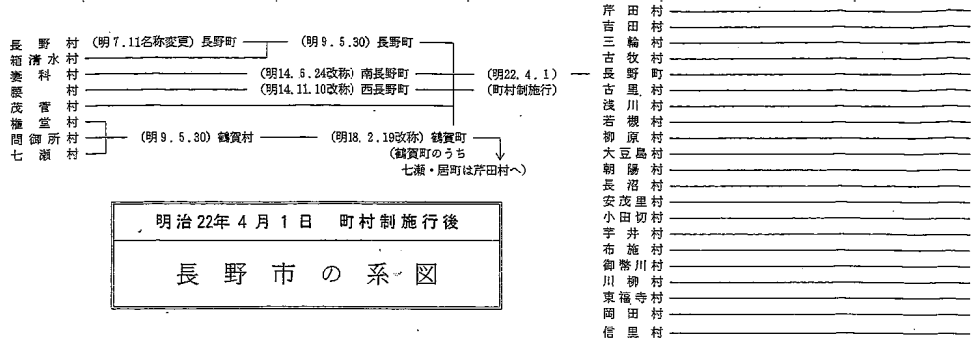 長野村 (明7.11名称変更) 長野町 (明9.5.30) 長野町
箱清水村
妻科村 (明14.6.24改称) 南長野町 (明22.4.1)
腰村 (明14.11.10改称) 西長野町 (町村制施行)
茂菅村
権堂村
問御所村 (明9.5.30) 鶴賀村 (明18.2.19改称) 鶴賀町
七瀬村 (鶴賀町のうち
七瀬・居町は芹田村へ)
明治22年4月1日 町村制施行後
長野市の系図
芹田村
吉田村
三輪村
古牧村
長野町
古里村
浅川村
若槻村
柳原村
大豆島村
朝陽村
長沼村
安茂里村
小田切村
芋井村
布施村
御幣川村
川柳村
東福寺村
岡田村
信里村